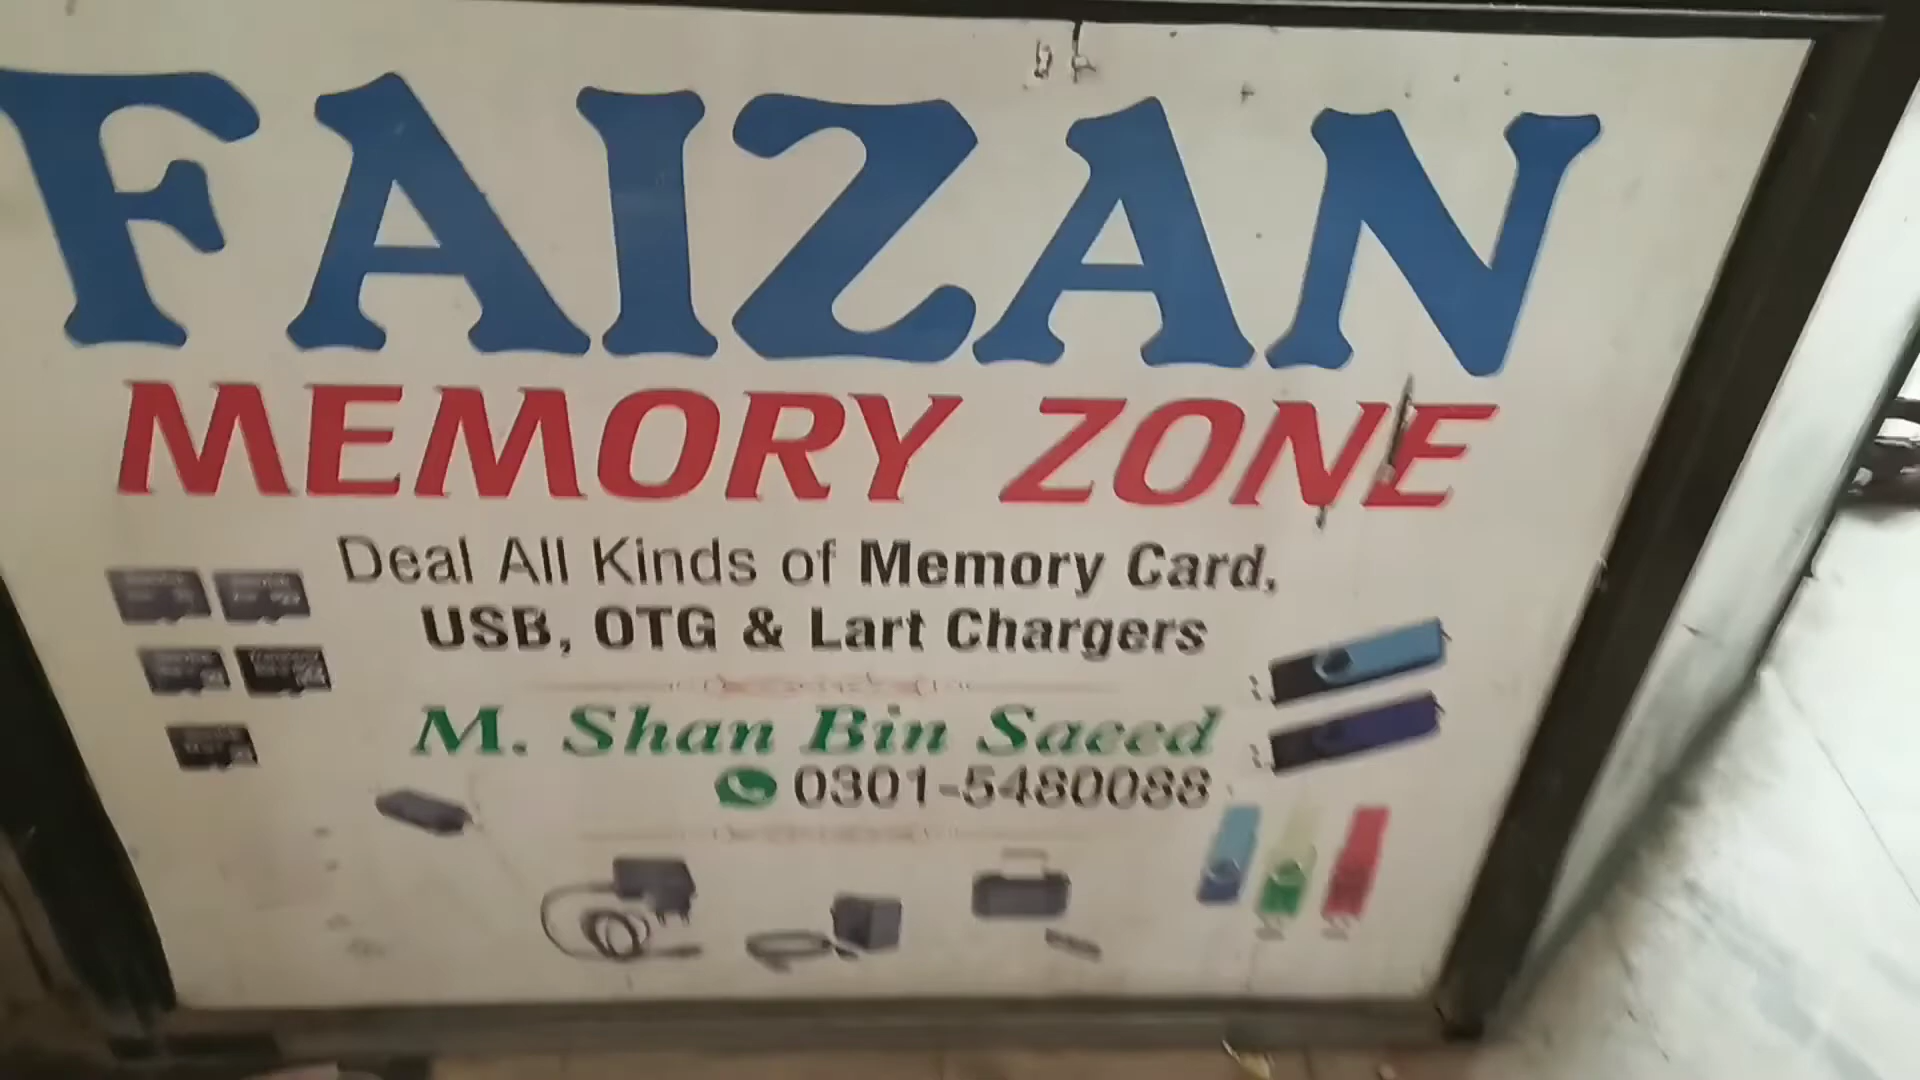 FAIZAN
MEMORY ZONE
Deal All Kinds of Memory Card,
USB, OTG & Lart Chargers
M. Shan Bin Saeed
0301-5480088